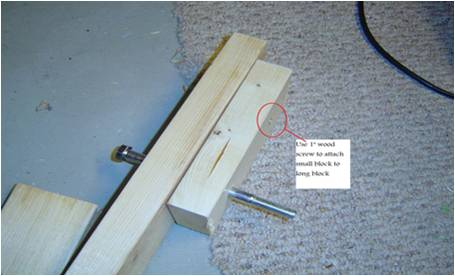 Use 1" wood
screw to attach
small block to
long block